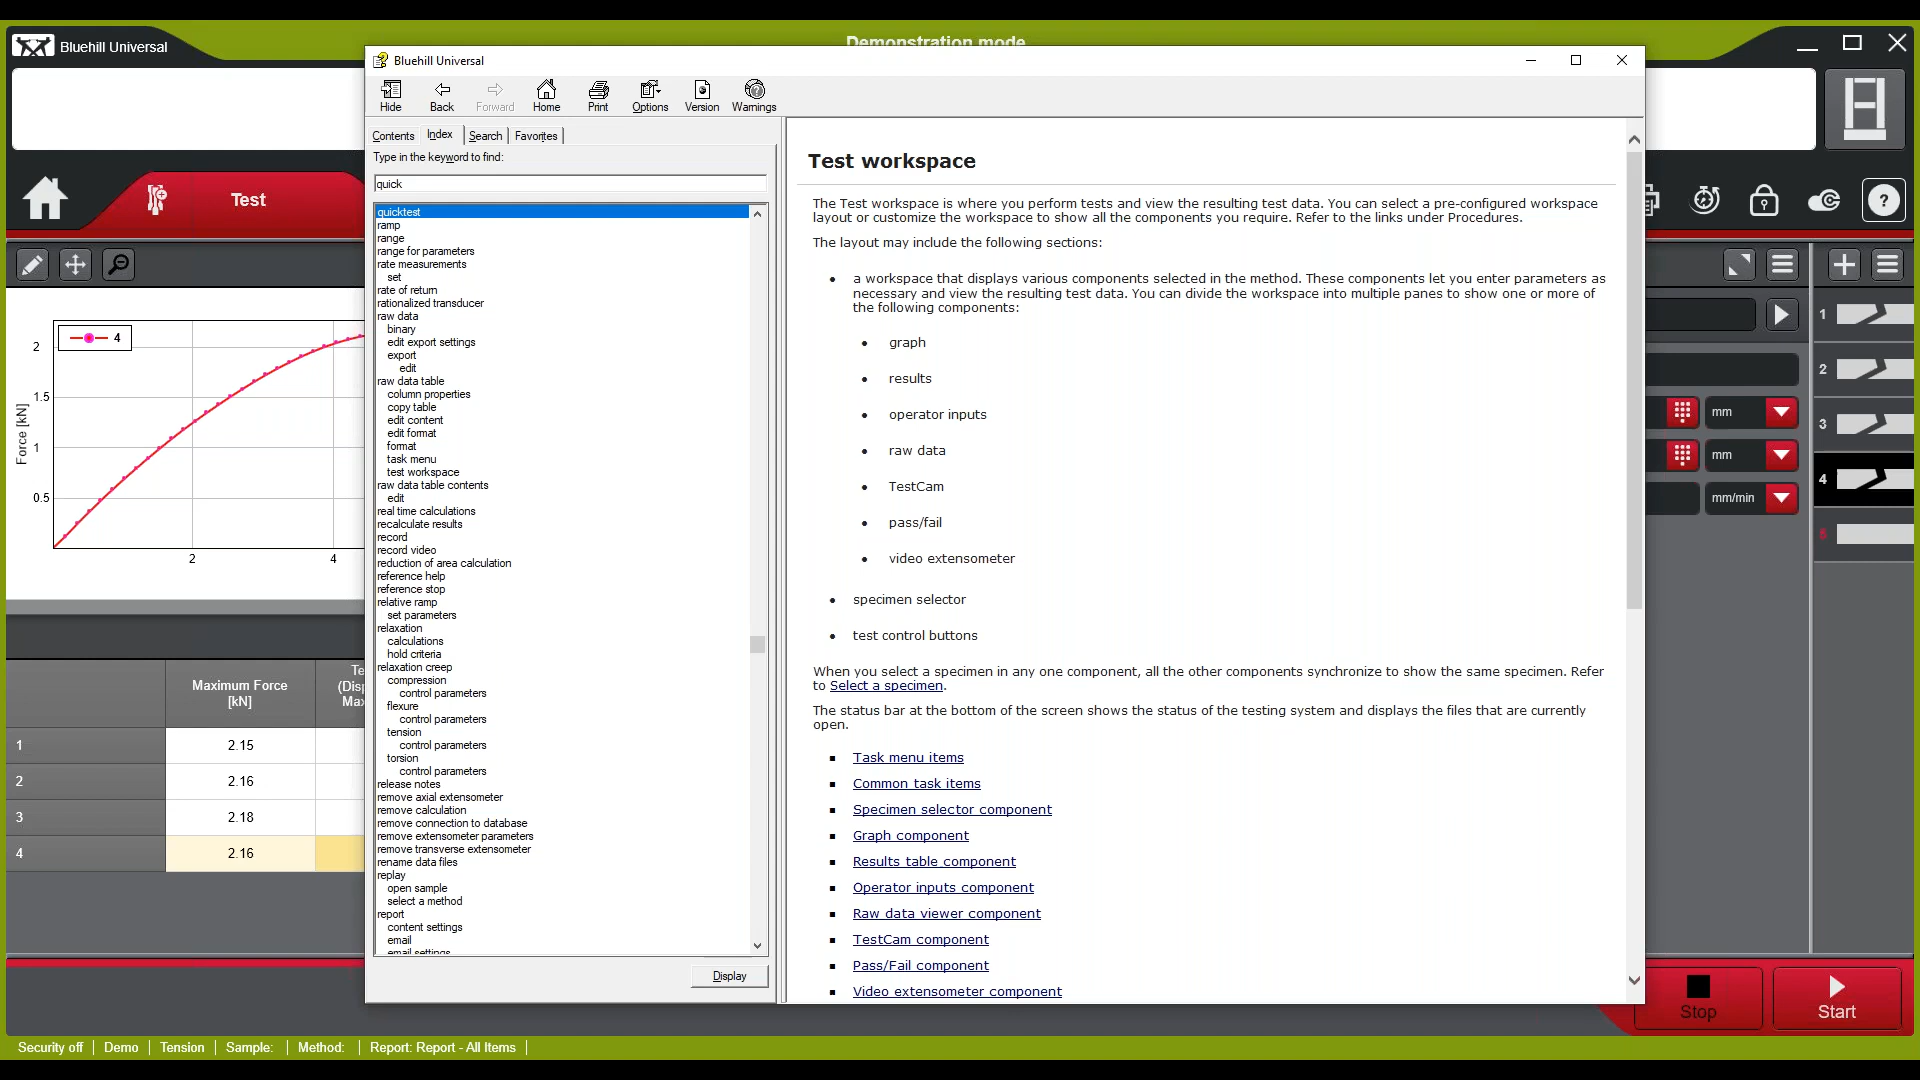 Bluehill Universal
Demonstration mode
Test
4
2
1.5
1
0.5
Force [kN]
2
4
Maximum Force
[kN]
1
2.15
2
2.16
3
2.18
4
2.16
Bluehill Universal
Hide
Back
Forward
Home
Print
Options
Version
Warnings
Contents
Index
Search
Favorites
Type in the keyword to find:
quick
quicktest
ramp
range
range for parameters
rate measurements
set
rate of return
rationalized transducer
raw data
binary
edit export settings
export
edit
raw data table
column properties
copy table
edit content
edit format
format
task menu
test workspace
raw data table contents
edit
real time calculations
recalculate results
record
record video
reduction of area calculation
reference help
reference stop
relative ramp
set parameters
relaxation
calculations
hold criteria
relaxation creep
compression
control parameters
flexure
control parameters
tension
control parameters
torsion
control parameters
release notes
remove axial extensometer
remove calculation
remove connection to database
remove extensometer parameters
remove transverse extensometer
rename data files
replay
open sample
select a method
report
content settings
email
email settings
Display
Test workspace
The Test workspace is where you perform tests and view the resulting test data. You can select a pre-configured workspace
layout or customize the workspace to show all the components you require. Refer to the links under Procedures.
The layout may include the following sections:
a workspace that displays various components selected in the method. These components let you enter parameters as
necessary and view the resulting test data. You can divide the workspace into multiple panes to show one or more of
the following components:
graph
results
operator inputs
raw data
TestCam
pass/fail
video extensometer
specimen selector
test control buttons
When you select a specimen in any one component, all the other components synchronize to show the same specimen. Refer
to Select a specimen.
The status bar at the bottom of the screen shows the status of the testing system and displays the files that are currently
open.
Task menu items
Common task items
Specimen selector component
Graph component
Results table component
Operator inputs component
Raw data viewer component
TestCam component
Pass/Fail component
Video extensometer component
mm
mm
mm/min
1
2
3
4
5
Stop
Start
Security off
Demo
Tension
Sample:
Method:
Report: Report - All Items